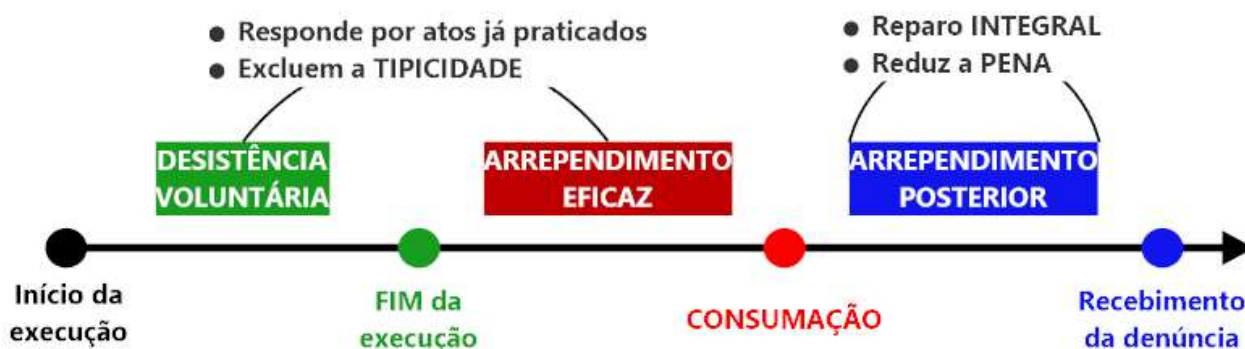 ● Responde por atos já praticados
● Excluem a TIPICIDADE
● Reparo INTEGRAL
● Reduz a PENA
DESISTÊNCIA
VOLUNTÁRIA
ARREPENDIMENTO
EFICAZ
ARREPENDIMENTO
POSTERIOR
Início da
execução
FIM da
execução
CONSUMAÇÃO
Recebimento
da denúncia